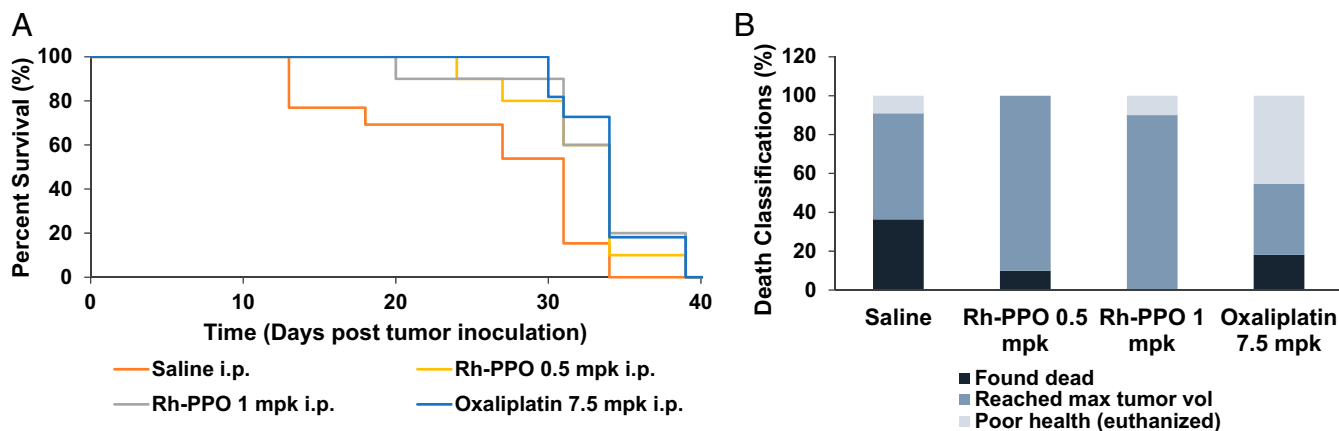 A
Percent Survival (%)
100
80
60
40
20
0
0 10 20 30 40
Time (Days post tumor inoculation)
Saline i.p. Rh-PPO 0.5 mpk i.p.
Rh-PPO 1 mpk i.p. Oxaliplatin 7.5 mpk i.p.
B
Death Classifications (%)
120
100
80
60
40
20
0
Saline Rh-PPO 0.5 Rh-PPO 1 Oxaliplatin
mpk mpk 7.5 mpk
Found dead
Reached max tumor vol
Poor health (euthanized)